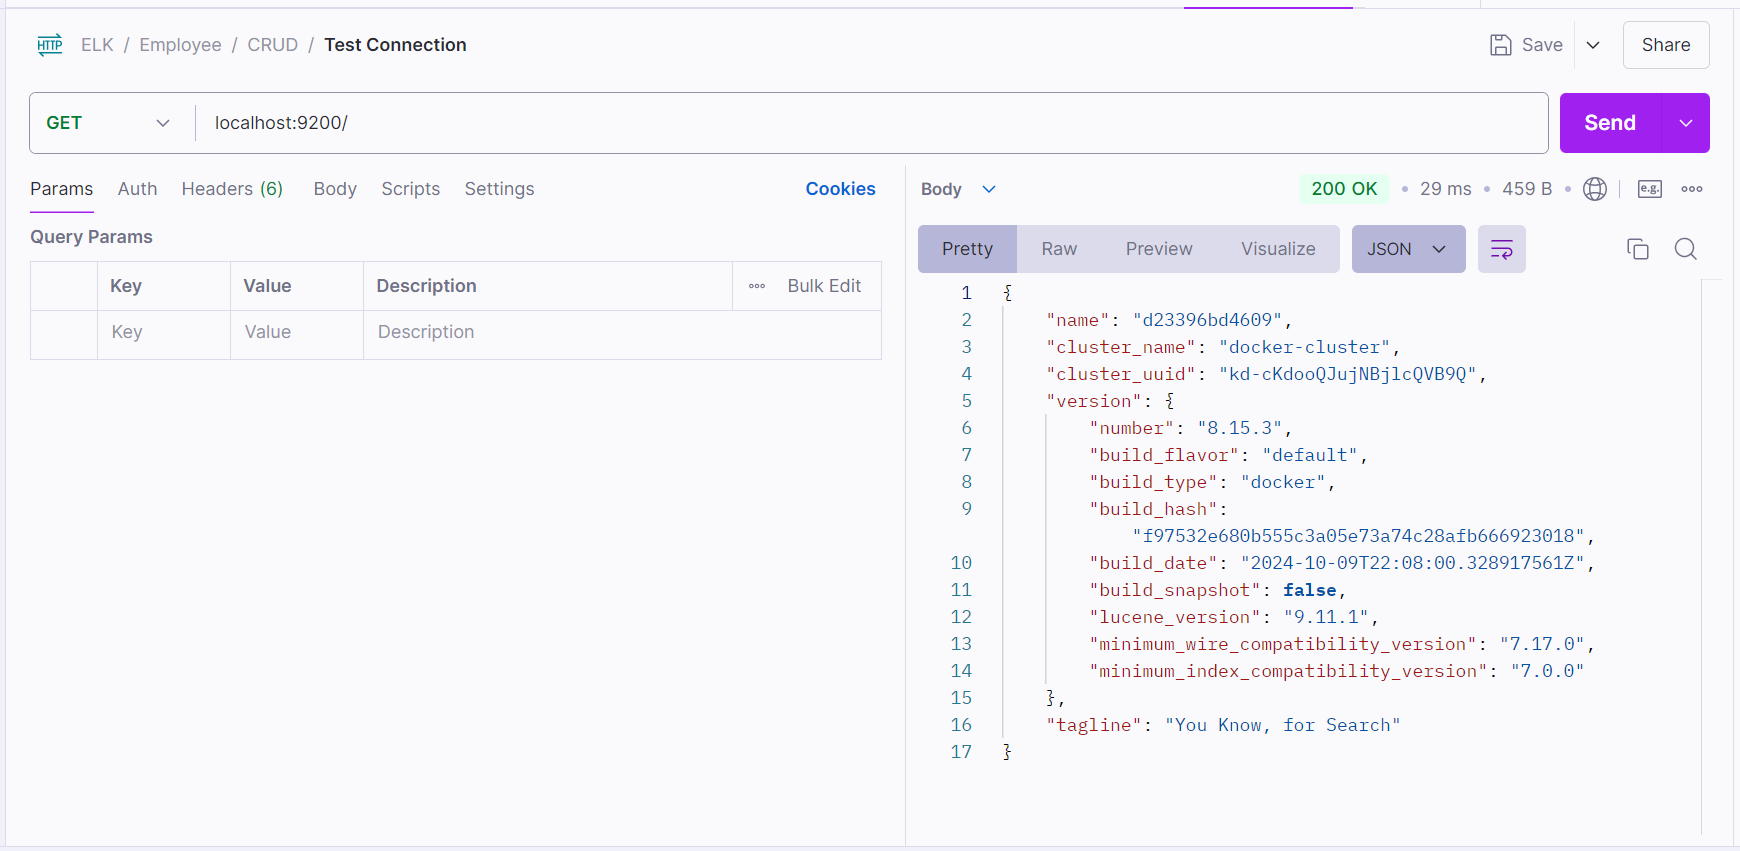 HTTP ELK / Employee / CRUD / Test Connection Save Share
GET localhost:9200/ Send
Params Auth Headers (6) Body Scripts Settings Cookies
Query Params
Key Value Description Bulk Edit
Key Value Description
Body 200 OK 29 ms 459 B e.g.
Pretty Raw Preview Visualize JSON
1 {
2 "name": "d23396bd4609",
3 "cluster_name": "docker-cluster",
4 "cluster_uuid": "kd-cKdooQJujNBjlcQVB9Q",
5 "version": {
6 "number": "8.15.3",
7 "build_flavor": "default",
8 "build_type": "docker",
9 "build_hash":
"f97532e680b555c3a05e73a74c28afb666923018",
10 "build_date": "2024-10-09T22:08:00.328917561Z",
11 "build_snapshot": false,
12 "lucene_version": "9.11.1",
13 "minimum_wire_compatibility_version": "7.17.0",
14 "minimum_index_compatibility_version": "7.0.0"
15 },
16 "tagline": "You Know, for Search"
17 }